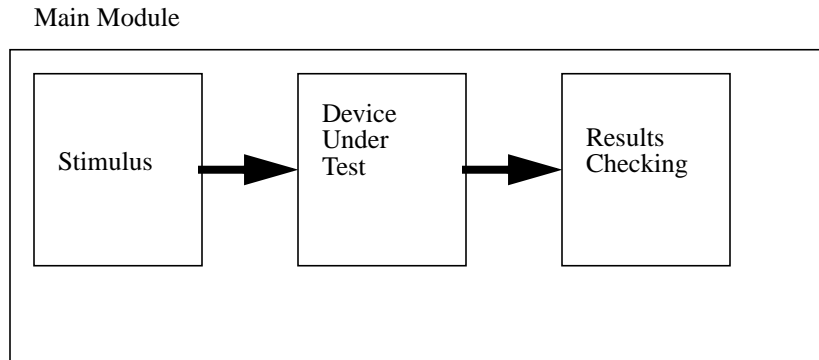 Main Module
Stimulus
Device
Under
Test
Results
Checking